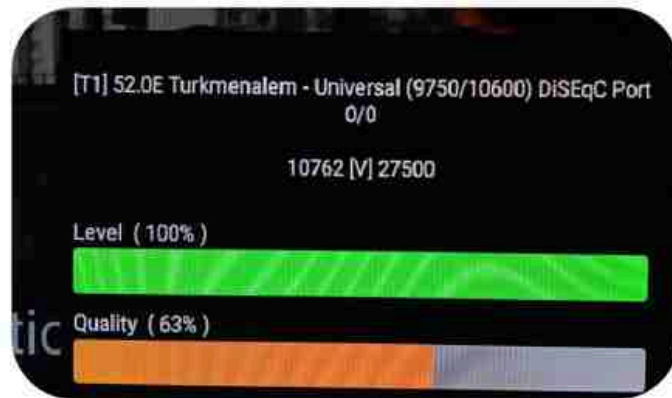 [T1] 52.0E Turkmenalem - Universal (9750/10600) DiSEqC Port
0/0
10762 [V] 27500
Level ( 100% )
tic
Quality ( 63% )